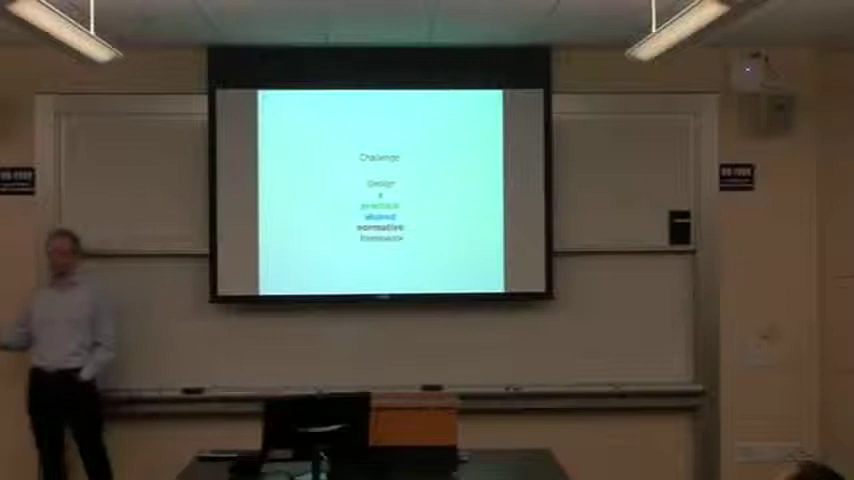 Challenge
Design
a
practical
shared
normative
framework